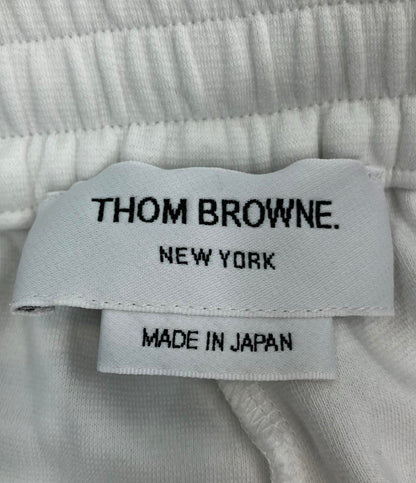 THOM BROWNE.
NEW YORK
MADE IN JAPAN